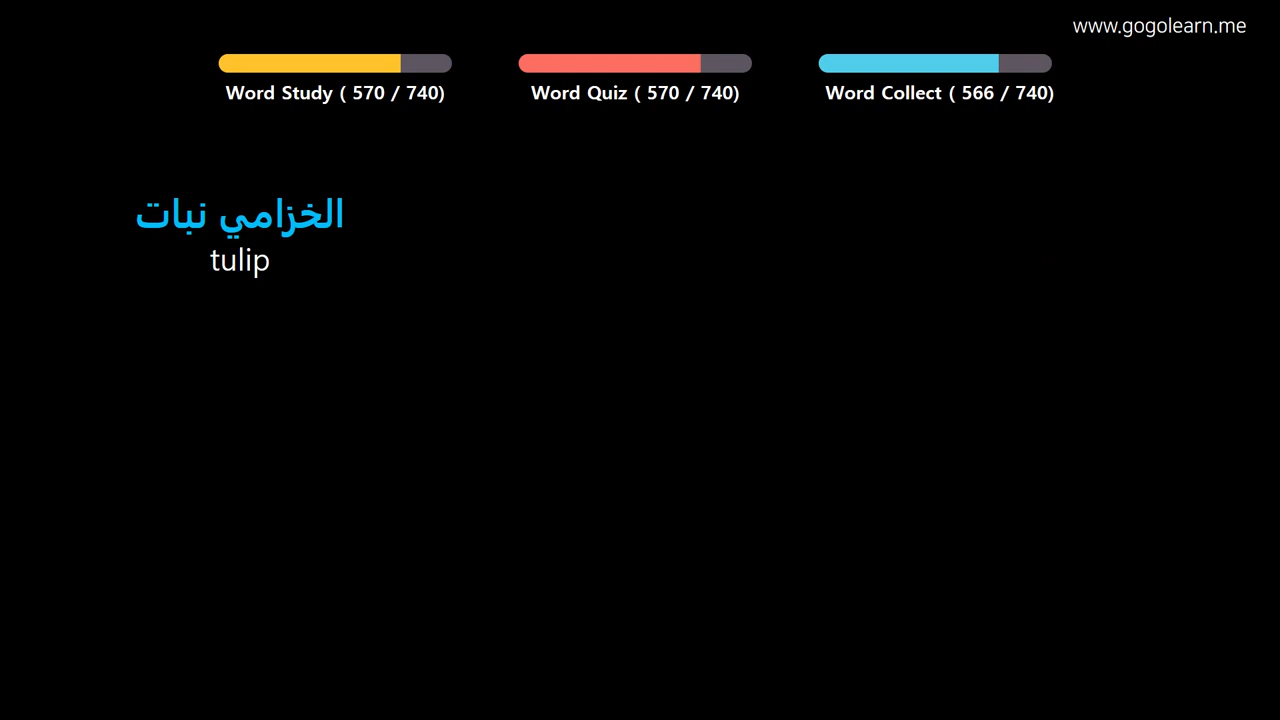 www.gogolearn.me
Word Study ( 570 / 740)
Word Quiz ( 570 / 740)
Word Collect ( 566 / 740)
الخزامي نبات
tulip